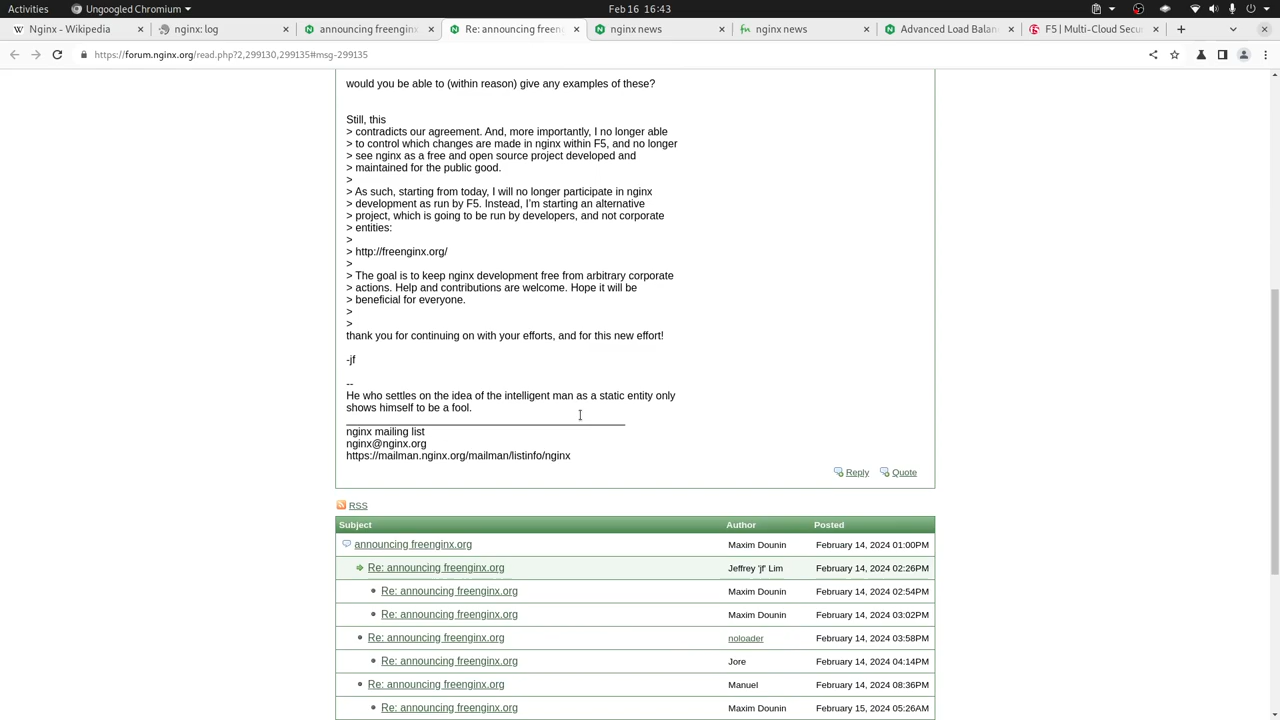 Activities
Ungoogled Chromium
Feb 16 16:43
Nginx - Wikipedia
nginx: log
announcing freenginx
Re: announcing freengin
nginx news
nginx news
Advanced Load Balan
F5 | Multi-Cloud Secu
https://forum.nginx.org/read.php?2,299130,299135#msg-299135
would you be able to (within reason) give any examples of these?
Still, this
> contradicts our agreement. And, more importantly, I no longer able
> to control which changes are made in nginx within F5, and no longer
> see nginx as a free and open source project developed and
> maintained for the public good.
>
> As such, starting from today, I will no longer participate in nginx
> development as run by F5. Instead, I'm starting an alternative
> project, which is going to be run by developers, and not corporate
> entities:
>
> http://freenginx.org/
>
> The goal is to keep nginx development free from arbitrary corporate
> actions. Help and contributions are welcome. Hope it will be
> beneficial for everyone.
>
>
thank you for continuing on with your efforts, and for this new effort!
-jf
--
He who settles on the idea of the intelligent man as a static entity only
shows himself to be a fool.
_______________________________________________
nginx mailing list
nginx@nginx.org
https://mailman.nginx.org/mailman/listinfo/nginx
Reply Quote
RSS
Subject Author Posted
announcing freenginx.org Maxim Dounin February 14, 2024 01:00PM
Re: announcing freenginx.org Jeffrey 'jf' Lim February 14, 2024 02:26PM
Re: announcing freenginx.org Maxim Dounin February 14, 2024 02:54PM
Re: announcing freenginx.org Maxim Dounin February 14, 2024 03:02PM
Re: announcing freenginx.org noloader February 14, 2024 03:58PM
Re: announcing freenginx.org Jore February 14, 2024 04:14PM
Re: announcing freenginx.org Manuel February 14, 2024 08:36PM
Re: announcing freenginx.org Maxim Dounin February 15, 2024 05:26AM